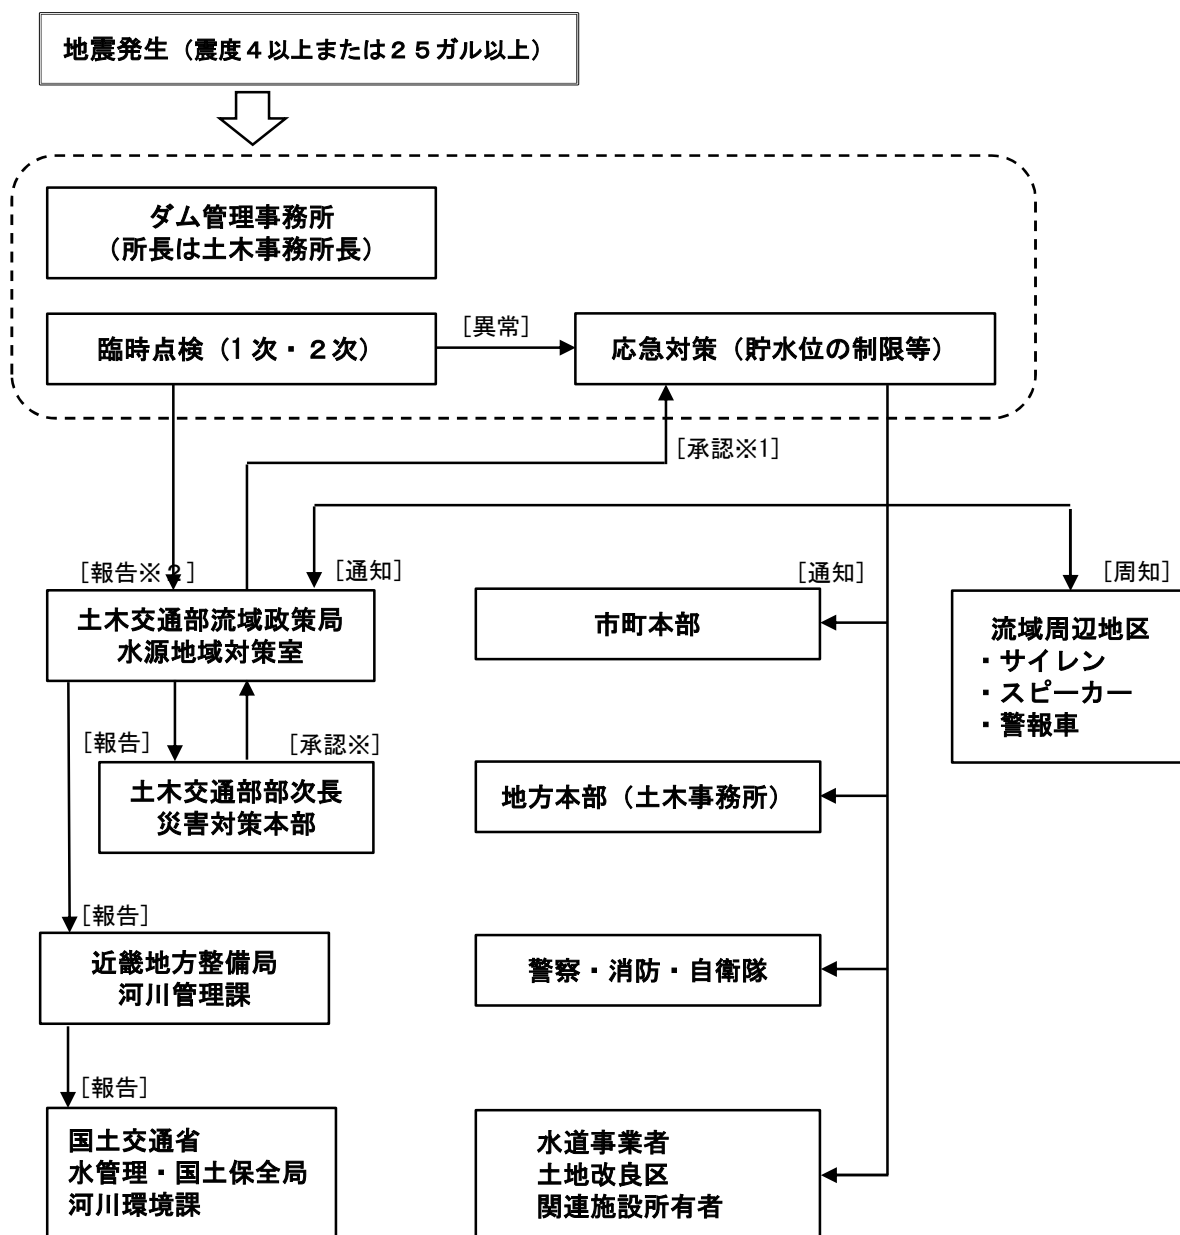 地震発生（震度４以上または２５ガル以上）
ダム管理事務所
（所長は土木事務所長）
臨時点検（1次・２次）
[異常]
応急対策（貯水位の制限等）
[承認※1]
[報告※2]
[通知]
[通知]
[周知]
土木交通部流域政策局
水源地域対策室
市町本部
流域周辺地区
・サイレン
・スピーカー
・警報車
[報告]
[承認※]
土木交通部部次長
災害対策本部
地方本部（土木事務所）
[報告]
近畿地方整備局
河川管理課
警察・消防・自衛隊
[報告]
国土交通省
水管理・国土保全局
河川環境課
水道事業者
土地改良区
関連施設所有者